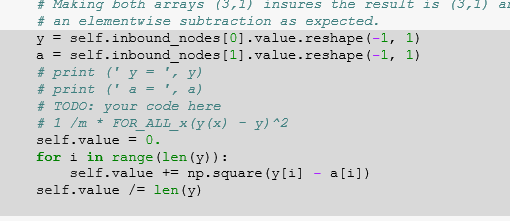 # Making both arrays (3,1) insures the result is (3,1)
# an elementwise subtraction as expected.
y = self.inbound_nodes[0].value.reshape(-1, 1)
a = self.inbound_nodes[1].value.reshape(-1, 1)
# print (' y = ', y)
# print (' a = ', a)
# TODO: your code here
# 1 /m * FOR_ALL_x(y(x) - y)^2
self.value = 0.
for i in range(len(y)):
    self.value += np.square(y[i] - a[i])
self.value /= len(y)